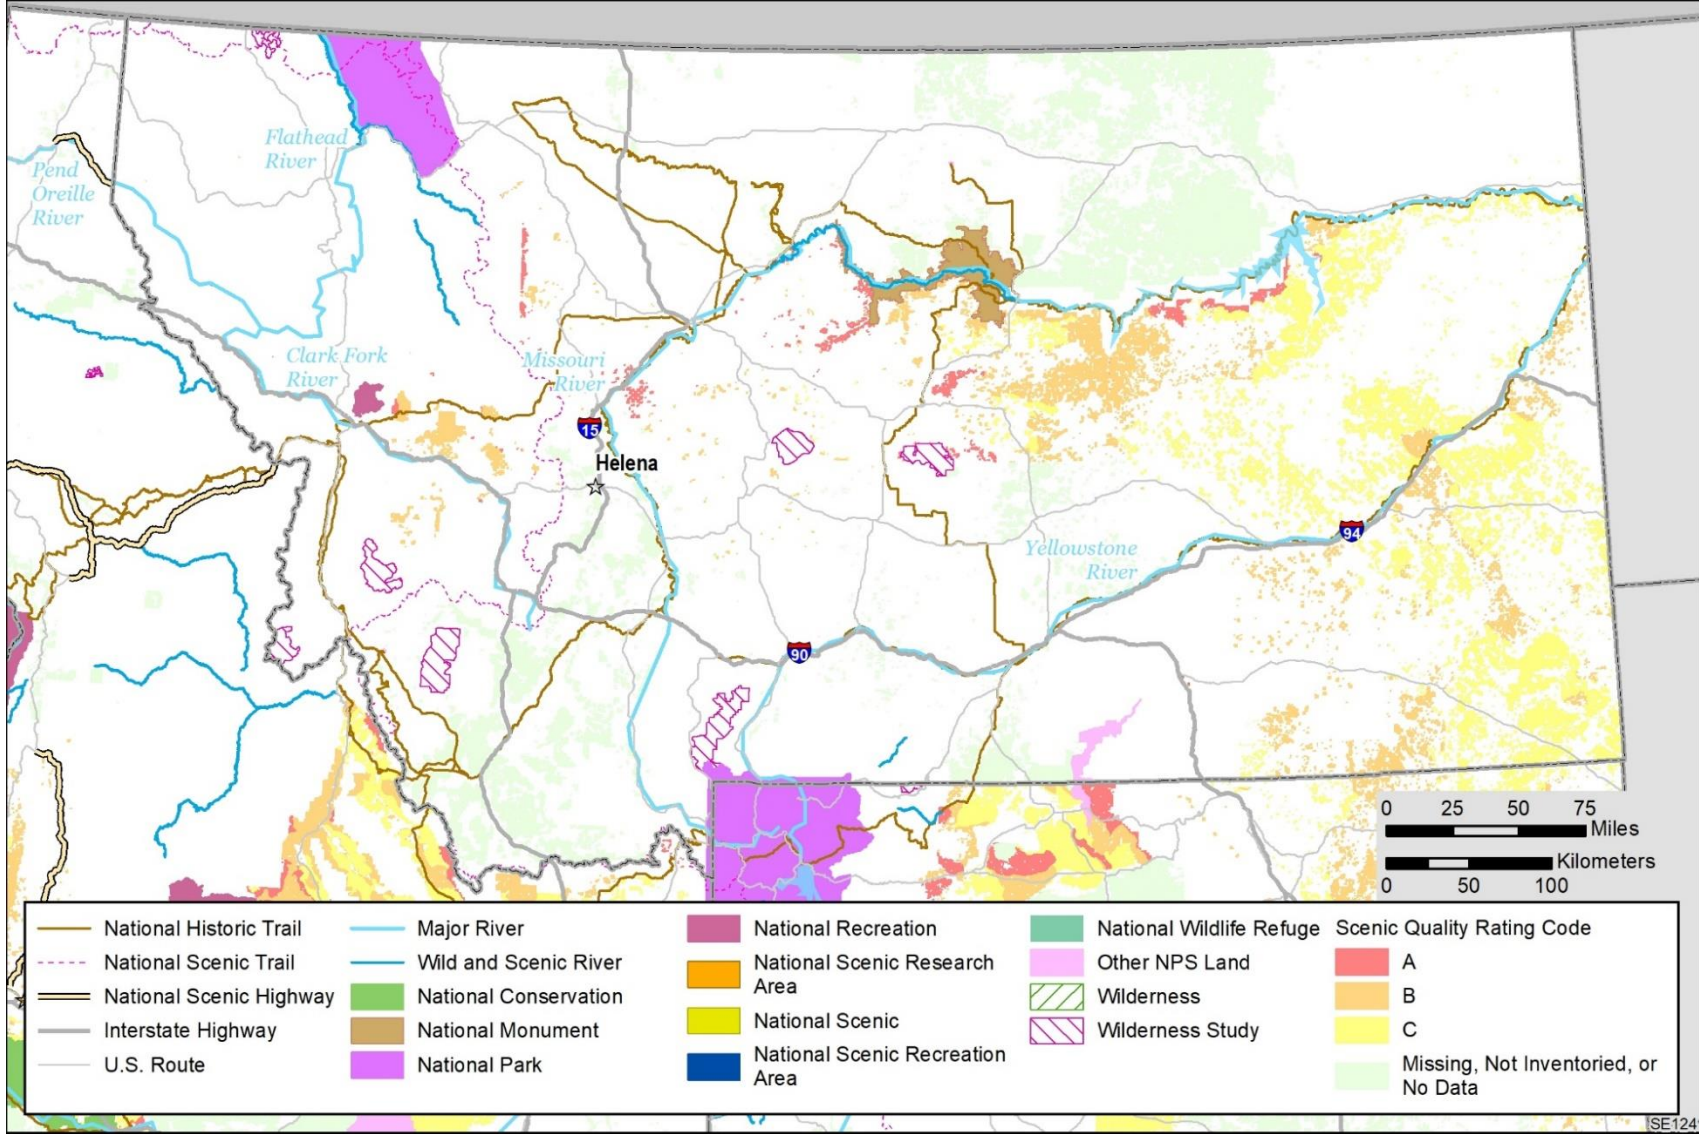 Flathead
River
Pend
Oreille
River
Clark Fork
River
Missouri
River
15
Helena
94
Yellowstone
River
90
0 25 50 75
Miles
Kilometers
0 50 100
National Historic Trail
National Scenic Trail
National Scenic Highway
Interstate Highway
U.S. Route
Major River
Wild and Scenic River
National Conservation
National Monument
National Park
National Recreation
National Scenic Research
Area
National Scenic
National Scenic Recreation
Area
National Wildlife Refuge
Other NPS Land
Wilderness
Wilderness Study
Scenic Quality Rating Code
A
B
C
Missing, Not Inventoried, or
No Data
SE124